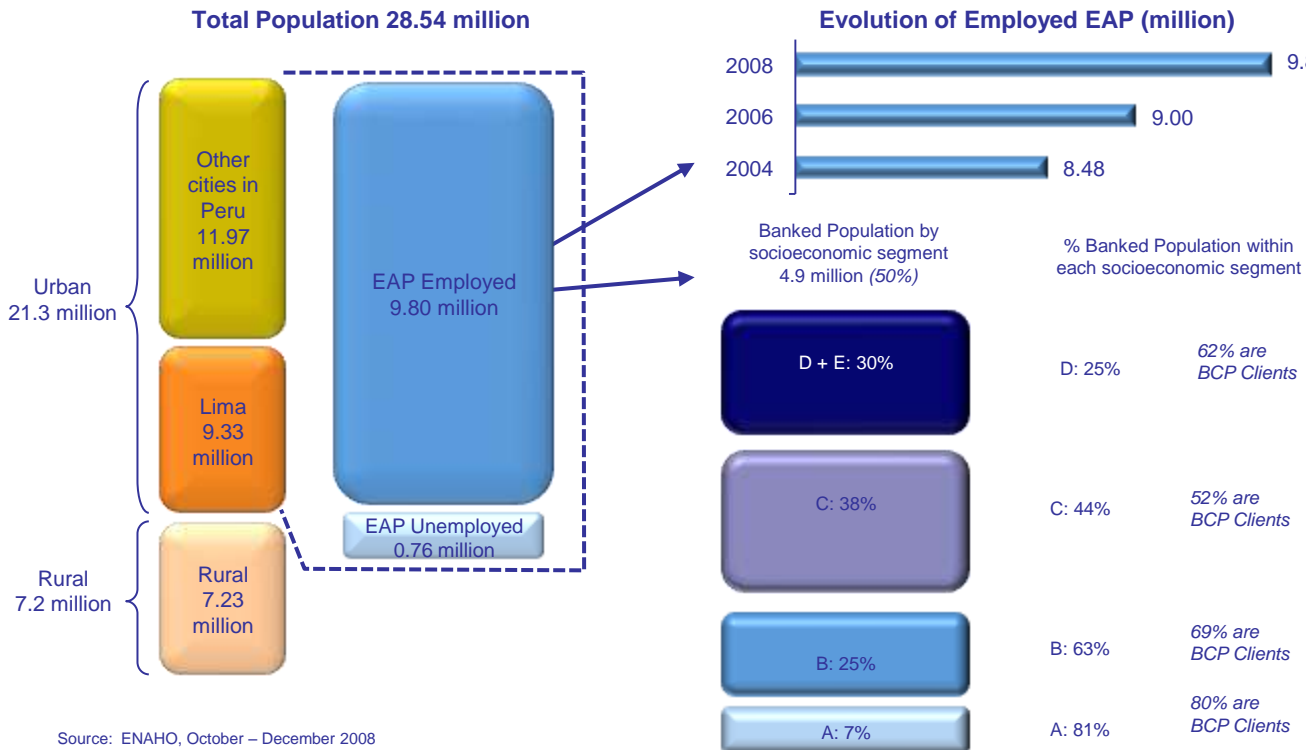 Total Population 28.54 million
Other
cities in
Peru
11.97
million
Urban
21.3 million
Lima
9.33
million
Rural
7.2 million
Rural
7.23
million
EAP Employed
9.80 million
EAP Unemployed
0.76 million
Source: ENAHO, October – December 2008
Evolution of Employed EAP (million)
2008
2006
9.00
2004
8.48
Banked Population by
socioeconomic segment
4.9 million (50%)
% Banked Population within
each socioeconomic segment
D + E: 30%
D: 25%
62% are
BCP Clients
C: 38%
C: 44%
52% are
BCP Clients
B: 25%
B: 63%
69% are
BCP Clients
A: 7%
A: 81%
80% are
BCP Clients